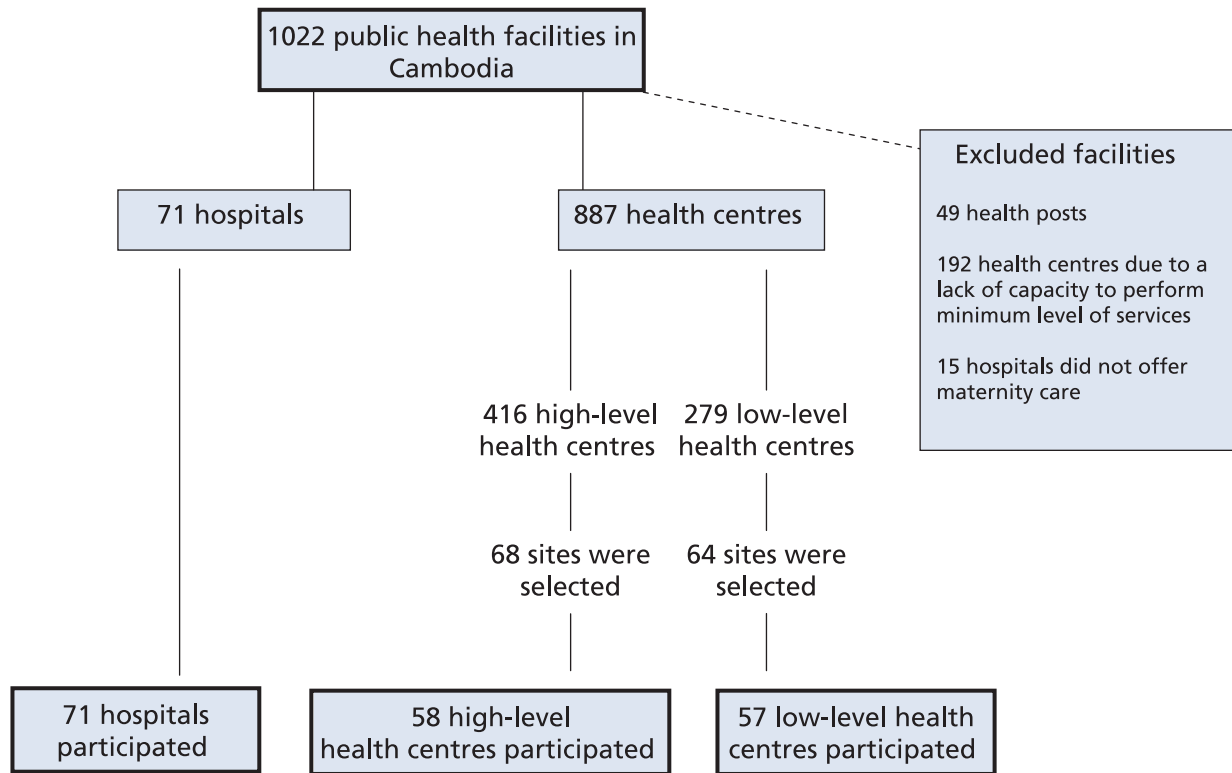 1022 public health facilities in
Cambodia
Excluded facilities
49 health posts
192 health centres due to a
lack of capacity to perform
minimum level of services
15 hospitals did not offer
maternity care
71 hospitals
887 health centres
416 high-level
health centres
279 low-level
health centres
68 sites were
selected
64 sites were
selected
71 hospitals
participated
58 high-level
health centres participated
57 low-level health
centres participated